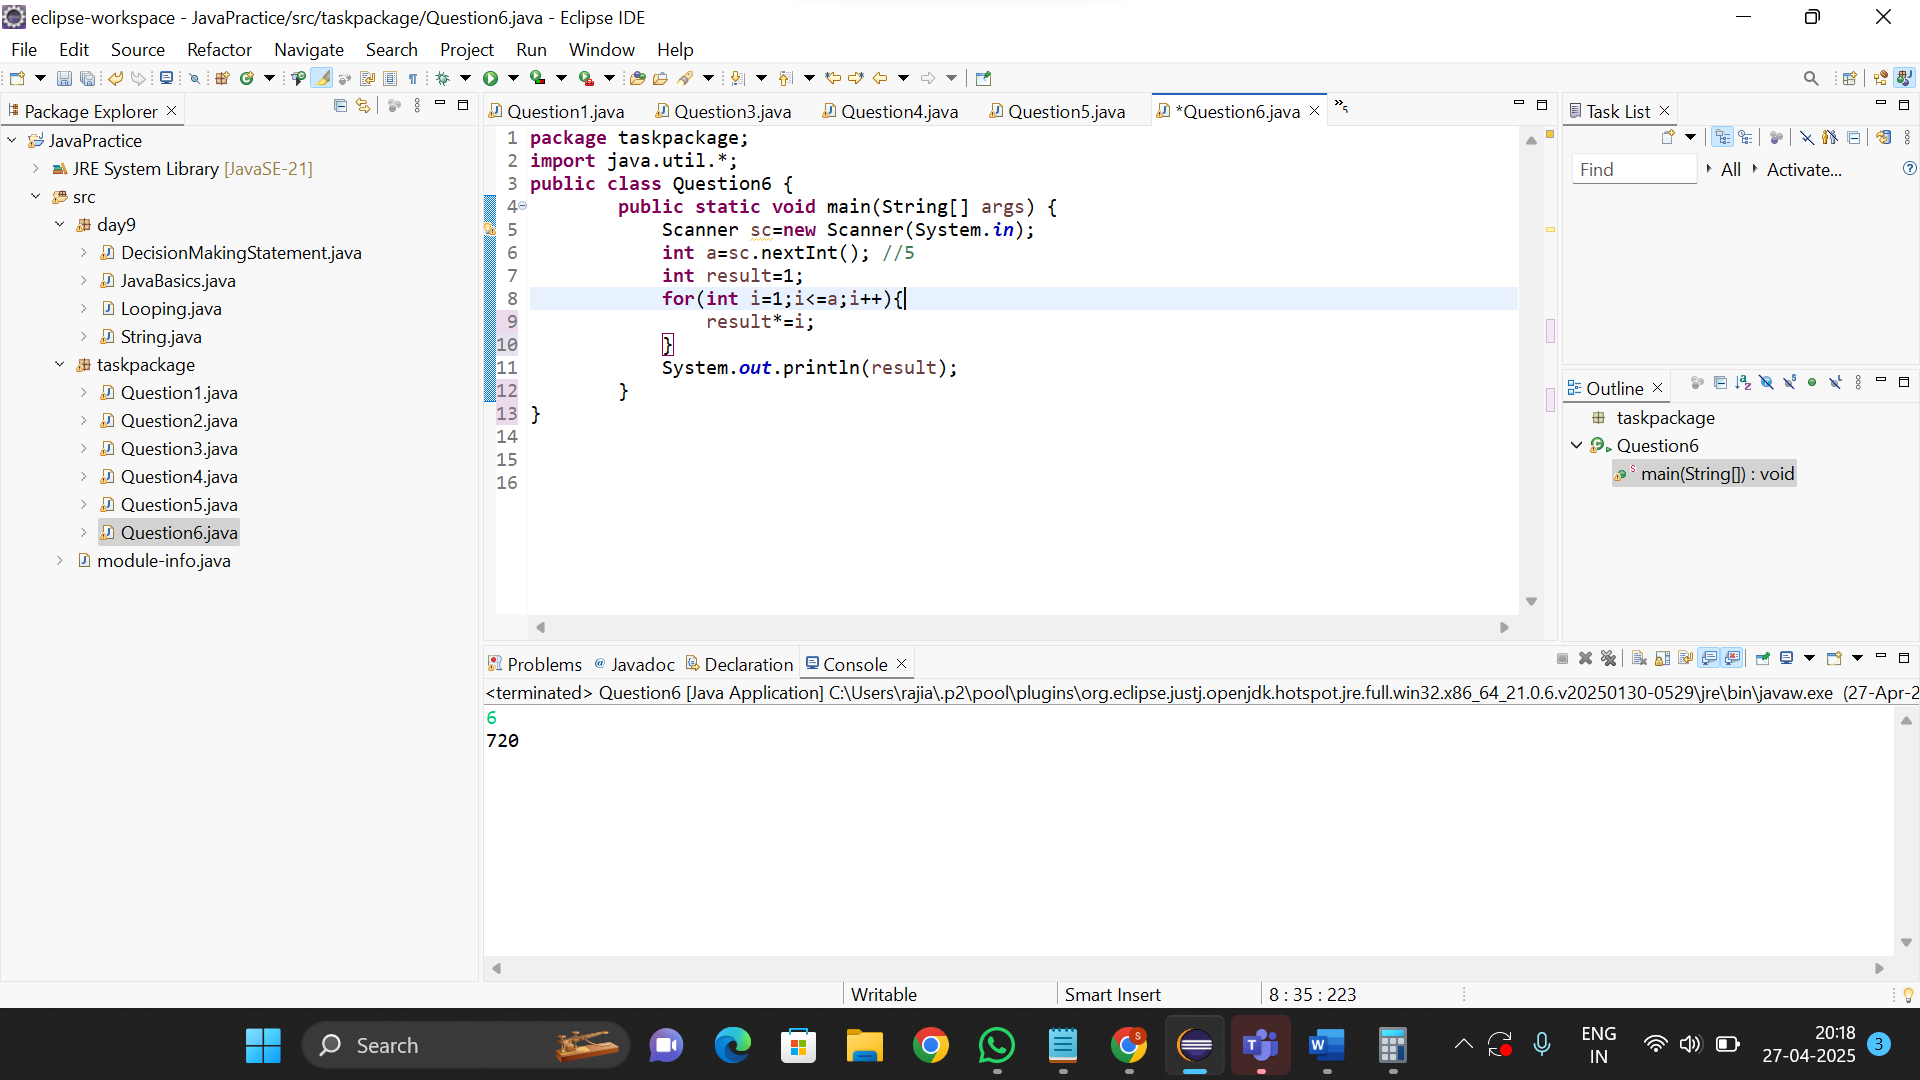 eclipse-workspace - JavaPractice/src/taskpackage/Question6.java - Eclipse IDE
File Edit Source Refactor Navigate Search Project Run Window Help
Package Explorer
JavaPractice
JRE System Library [JavaSE-21]
src
day9
DecisionMakingStatement.java
JavaBasics.java
Looping.java
String.java
taskpackage
Question1.java
Question2.java
Question3.java
Question4.java
Question5.java
Question6.java
module-info.java
Question1.java Question3.java Question4.java Question5.java *Question6.java »5
1 package taskpackage;
2 import java.util.*;
3 public class Question6 {
4 public static void main(String[] args) {
5 Scanner sc=new Scanner(System.in);
6 int a=sc.nextInt(); //5
7 int result=1;
8 for(int i=1;i<=a;i++){
9 result*=i;
10 }
11 System.out.println(result);
12 }
13 }
14
15
16
Task List
Find All Activate...
Outline
taskpackage
Question6
main(String[]) : void
Problems Javadoc Declaration Console
<terminated> Question6 [Java Application] C:\Users\rajia\.p2\pool\plugins\org.eclipse.justj.openjdk.hotspot.jre.full.win32.x86_64_21.0.6.v20250130-0529\jre\bin\javaw.exe (27-Apr-2
6
720
Writable Smart Insert 8 : 35 : 223
Search
ENG
IN
20:18
27-04-2025
3